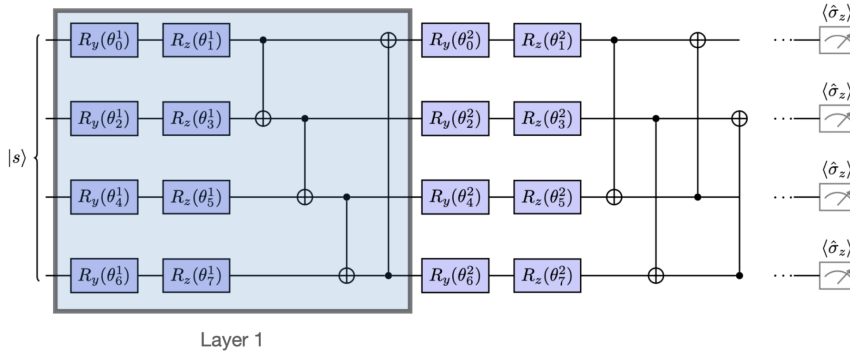 ⟨σ̂_z⟩
R_y(θ_0^1) R_z(θ_1^1) R_y(θ_0^2) R_z(θ_1^2) ···
⟨σ̂_z⟩
R_y(θ_2^1) R_z(θ_3^1) R_y(θ_2^2) R_z(θ_3^2) ···
|s⟩
⟨σ̂_z⟩
R_y(θ_4^1) R_z(θ_5^1) R_y(θ_4^2) R_z(θ_5^2) ···
⟨σ̂_z⟩
R_y(θ_6^1) R_z(θ_7^1) R_y(θ_6^2) R_z(θ_7^2) ···
Layer 1